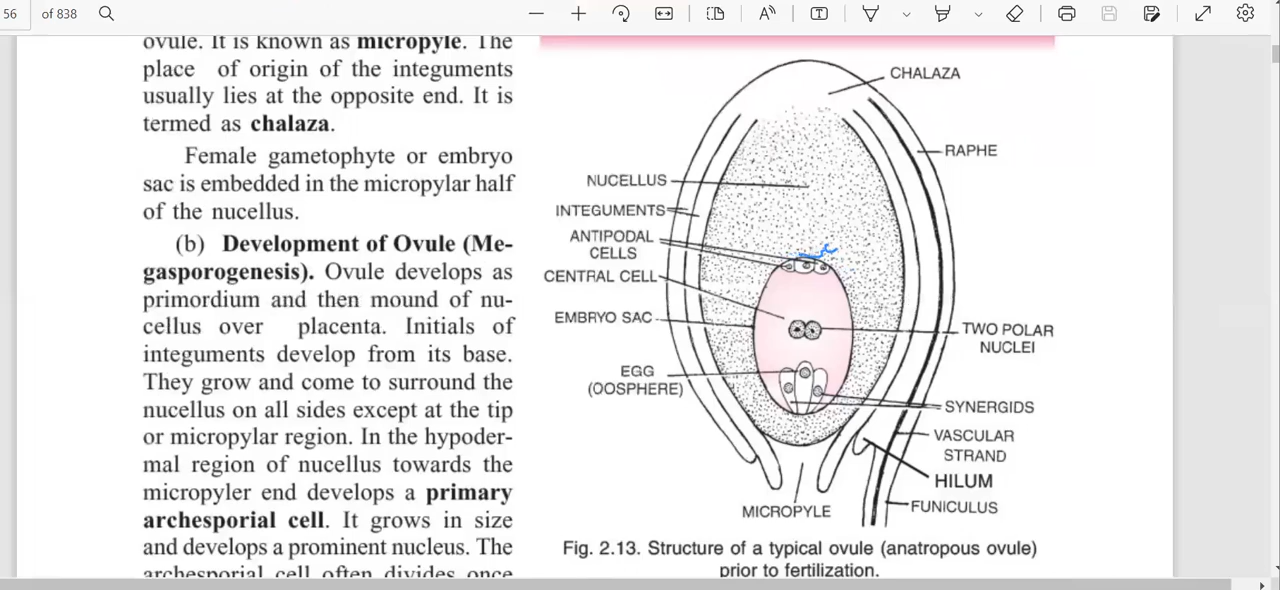 56 of 838
ovule. It is known as micropyle. The
place of origin of the integuments
usually lies at the opposite end. It is
termed as chalaza.
Female gametophyte or embryo
sac is embedded in the micropylar half
of the nucellus.
(b) Development of Ovule (Me-
gasporogenesis). Ovule develops as
primordium and then mound of nu-
cellus over placenta. Initials of
integuments develop from its base.
They grow and come to surround the
nucellus on all sides except at the tip
or micropylar region. In the hypoder-
mal region of nucellus towards the
micropyler end develops a primary
archesporial cell. It grows in size
and develops a prominent nucleus. The
archesporial cell often divides once
CHALAZA
RAPHE
NUCELLUS
INTEGUMENTS
ANTIPODAL
CELLS
CENTRAL CELL
EMBRYO SAC
TWO POLAR
NUCLEI
EGG
(OOSPHERE)
SYNERGIDS
VASCULAR
STRAND
HILUM
FUNICULUS
MICROPYLE
Fig. 2.13. Structure of a typical ovule (anatropous ovule)
prior to fertilization.